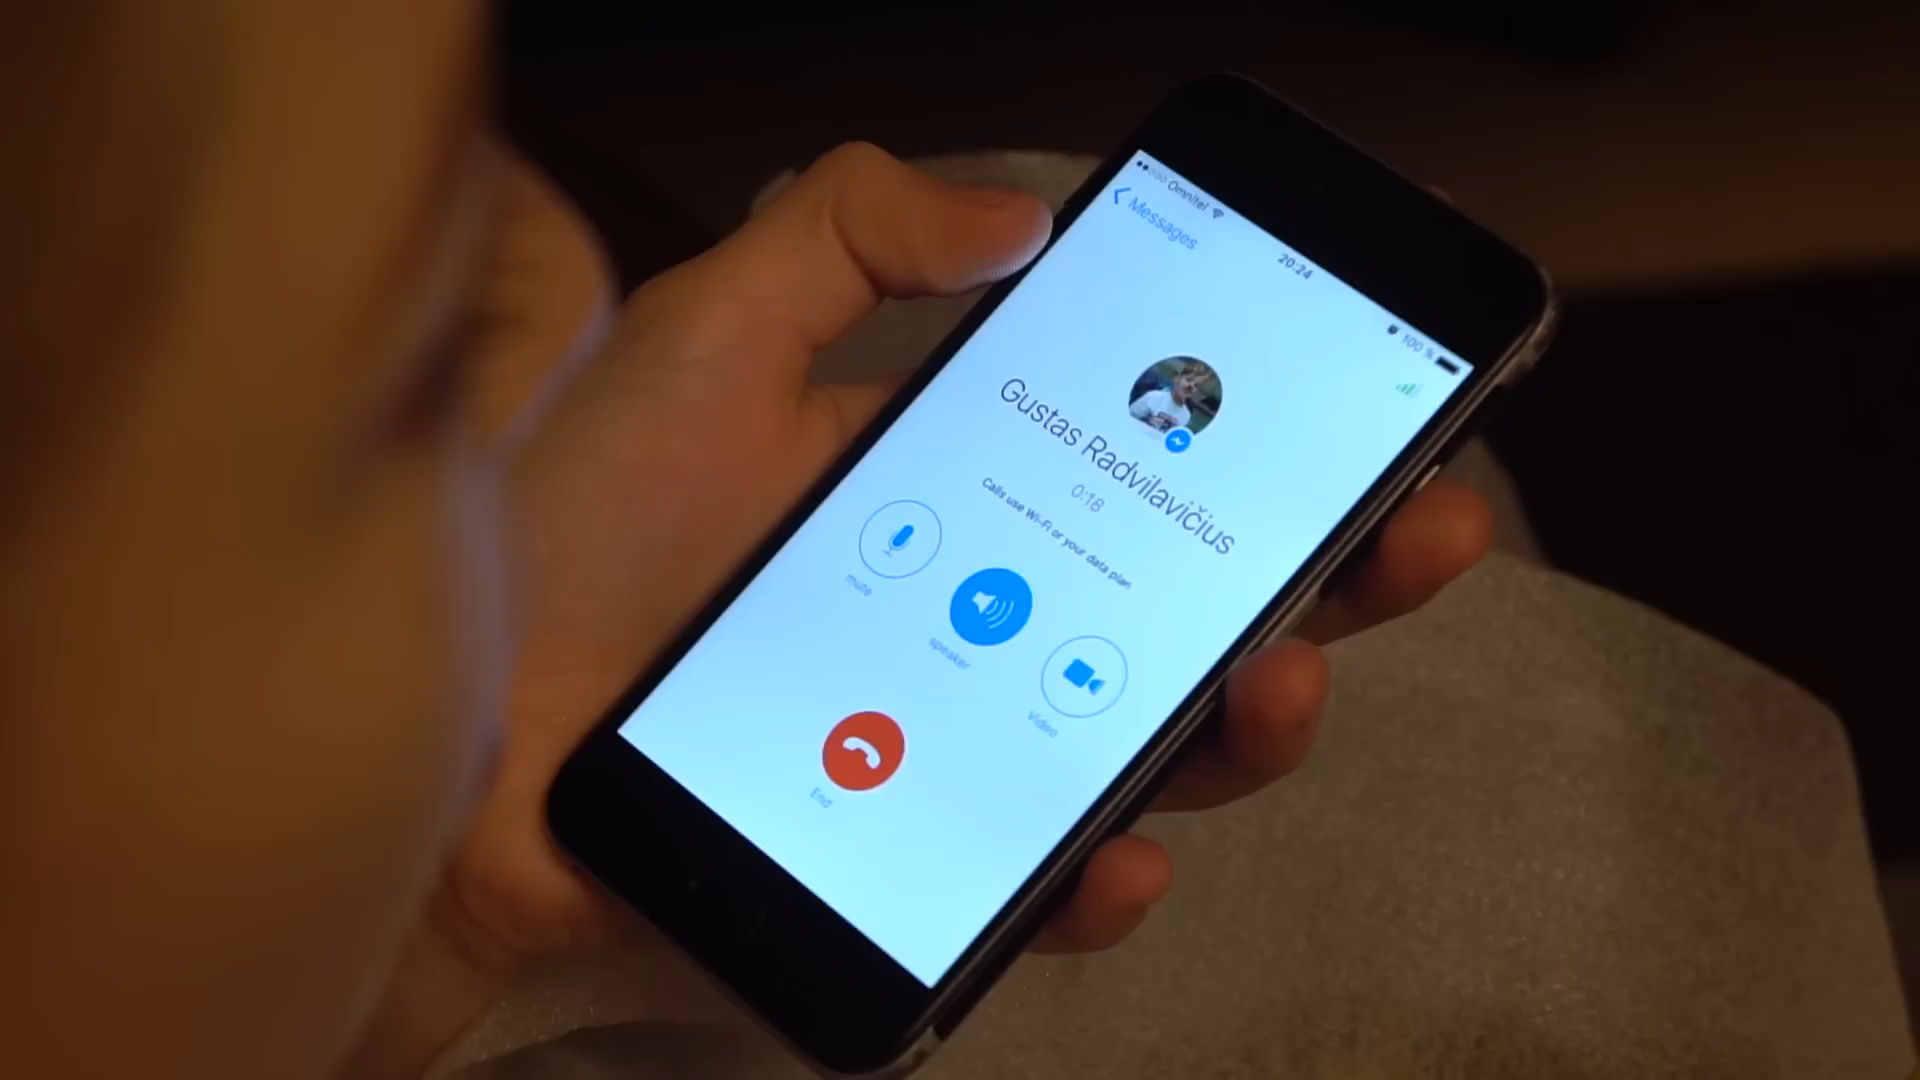 Omnitel
20:24
100 %
Messages
Gustas Radvilavičius
0:18
Calls use Wi-Fi or your data plan
mute
speaker
Video
End